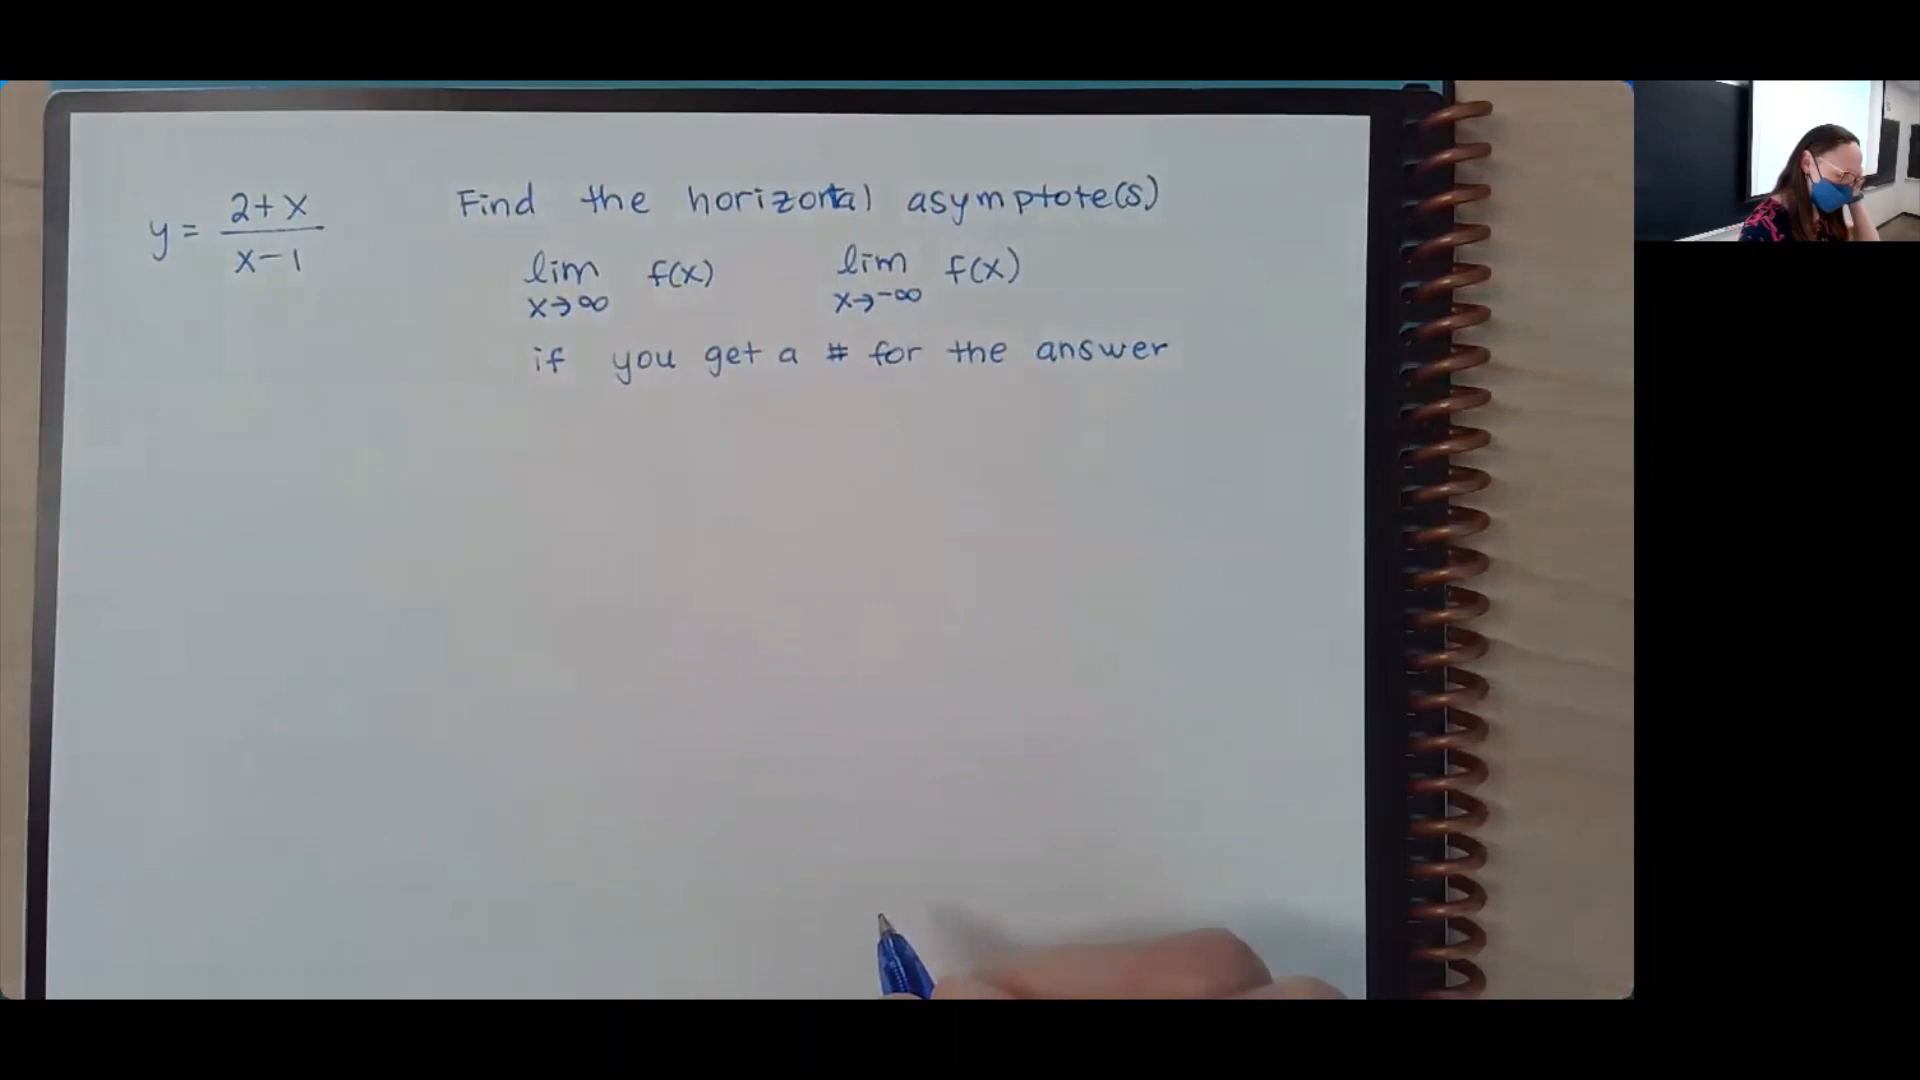 y = 2+x / x-1
Find the horizontal asymptote(s)
lim x→∞ f(x) lim x→-∞ f(x)
if you get a # for the answer